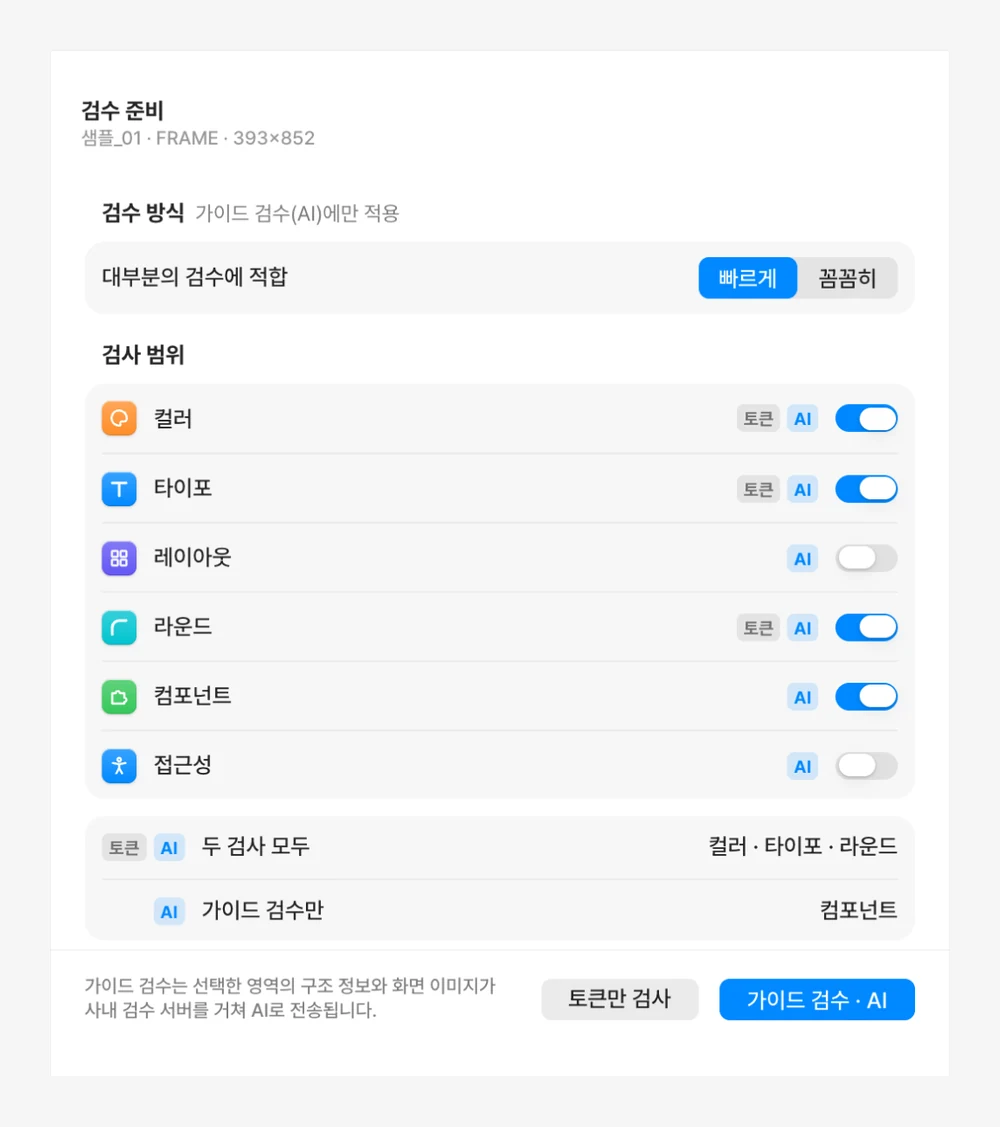 검수 준비
샘플_01 · FRAME · 393×852
검수 방식 가이드 검수(AI)에만 적용
대부분의 검수에 적합 빠르게 꼼꼼히
검사 범위
컬러 토큰 AI
타이포 토큰 AI
레이아웃 AI
라운드 토큰 AI
컴포넌트 AI
접근성 AI
토큰 AI 두 검사 모두 컬러 · 타이포 · 라운드
AI 가이드 검수만 컴포넌트
가이드 검수는 선택한 영역의 구조 정보와 화면 이미지가
사내 검수 서버를 거쳐 AI로 전송됩니다.
토큰만 검사 가이드 검수 · AI